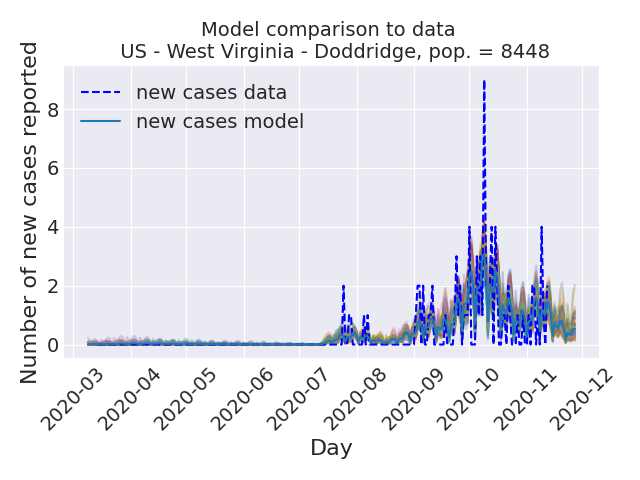 Model comparison to data
US - West Virginia - Doddridge, pop. = 8448
Number of new cases reported
8
6
4
2
0
new cases data
new cases model
2020-03
2020-04
2020-05
2020-06
2020-07
2020-08
2020-09
2020-10
2020-11
2020-12
Day